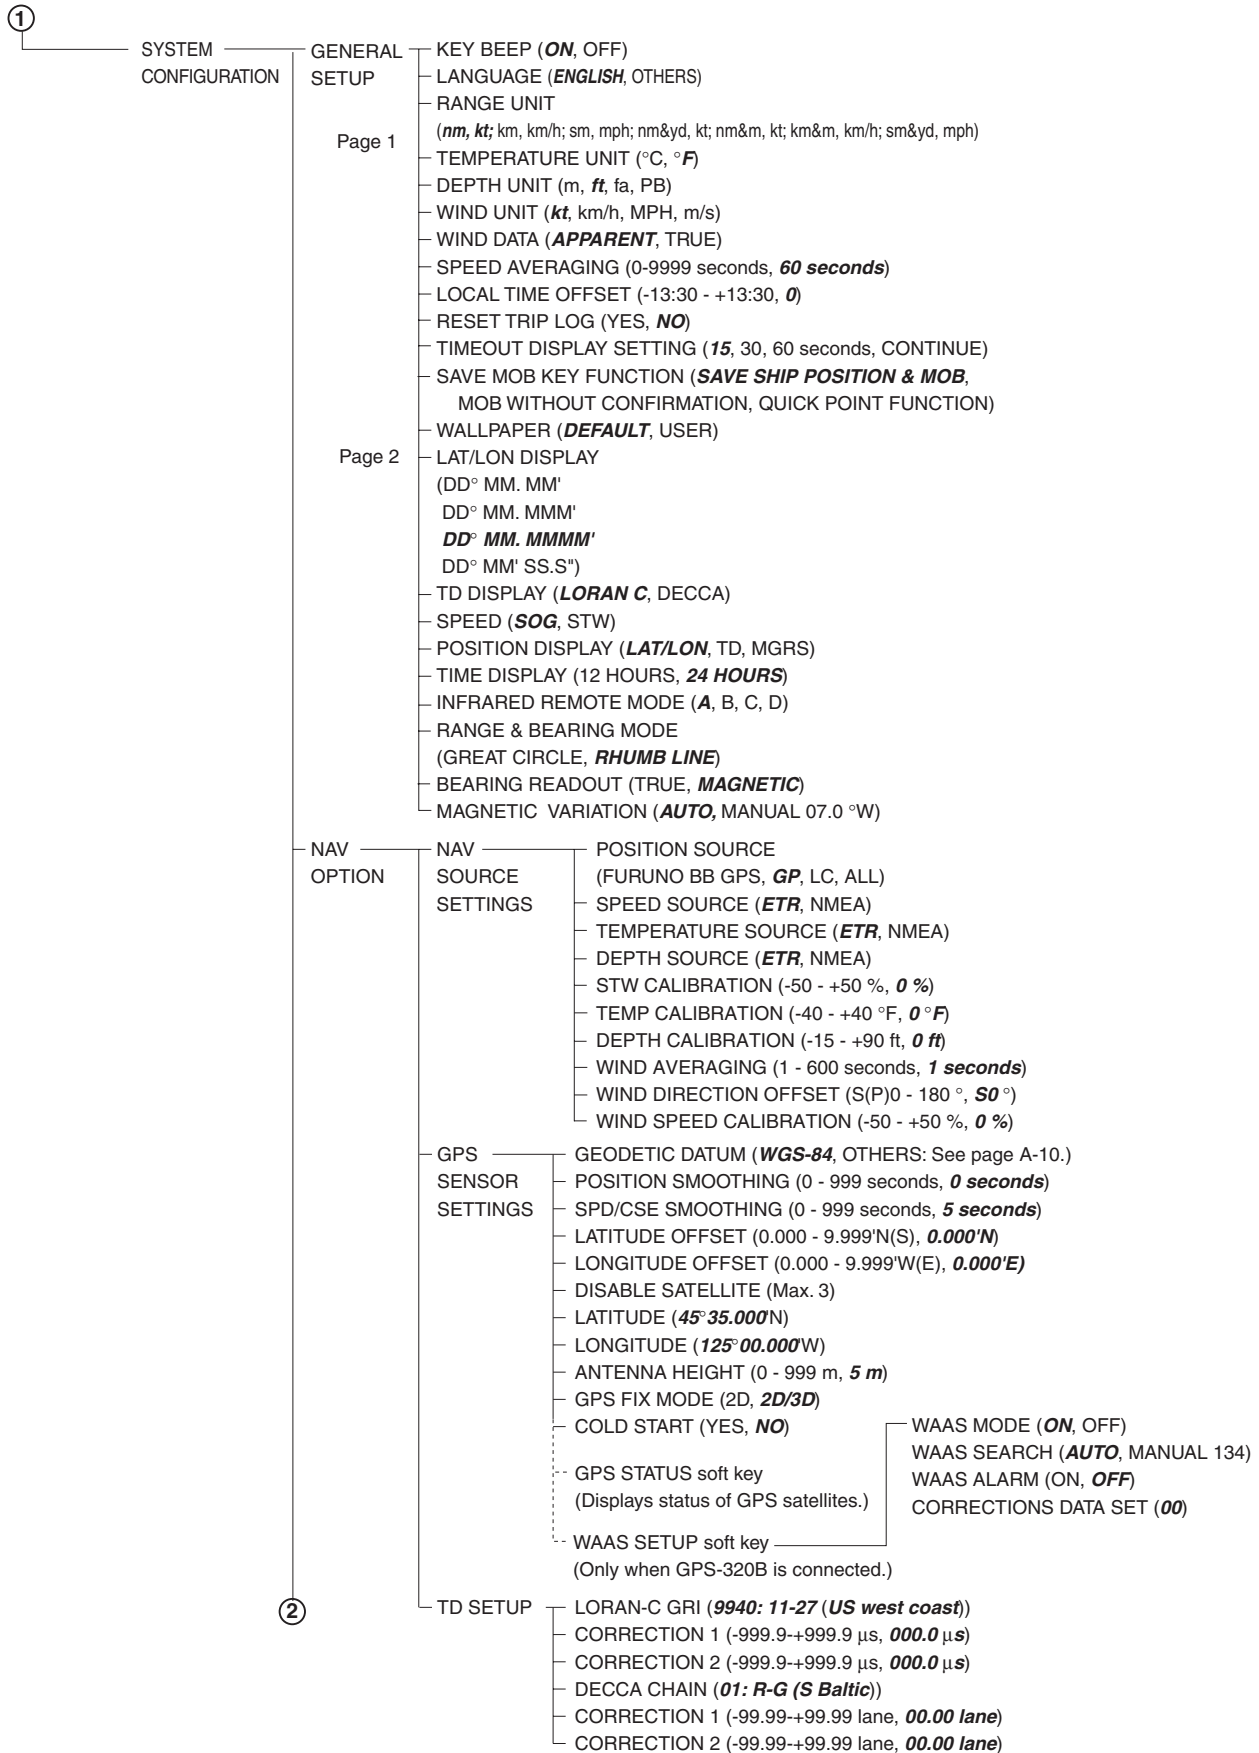 1
SYSTEM CONFIGURATION
GENERAL SETUP
Page 1
KEY BEEP (ON, OFF)
LANGUAGE (ENGLISH, OTHERS)
RANGE UNIT
(nm, kt; km, km/h; sm, mph; nm&yd, kt; nm&m, kt; km&m, km/h; sm&yd, mph)
TEMPERATURE UNIT (°C, °F)
DEPTH UNIT (m, ft, fa, PB)
WIND UNIT (kt, km/h, MPH, m/s)
WIND DATA (APPARENT, TRUE)
SPEED AVERAGING (0-9999 seconds, 60 seconds)
LOCAL TIME OFFSET (-13:30 - +13:30, 0)
RESET TRIP LOG (YES, NO)
TIMEOUT DISPLAY SETTING (15, 30, 60 seconds, CONTINUE)
SAVE MOB KEY FUNCTION (SAVE SHIP POSITION & MOB,
MOB WITHOUT CONFIRMATION, QUICK POINT FUNCTION)
WALLPAPER (DEFAULT, USER)
Page 2
LAT/LON DISPLAY
(DD° MM. MM'
DD° MM. MMM'
DD° MM. MMMM'
DD° MM' SS.S")
TD DISPLAY (LORAN C, DECCA)
SPEED (SOG, STW)
POSITION DISPLAY (LAT/LON, TD, MGRS)
TIME DISPLAY (12 HOURS, 24 HOURS)
INFRARED REMOTE MODE (A, B, C, D)
RANGE & BEARING MODE
(GREAT CIRCLE, RHUMB LINE)
BEARING READOUT (TRUE, MAGNETIC)
MAGNETIC VARIATION (AUTO, MANUAL 07.0 °W)
NAV OPTION
NAV SOURCE SETTINGS
POSITION SOURCE
(FURUNO BB GPS, GP, LC, ALL)
SPEED SOURCE (ETR, NMEA)
TEMPERATURE SOURCE (ETR, NMEA)
DEPTH SOURCE (ETR, NMEA)
STW CALIBRATION (-50 - +50 %, 0 %)
TEMP CALIBRATION (-40 - +40 °F, 0 °F)
DEPTH CALIBRATION (-15 - +90 ft, 0 ft)
WIND AVERAGING (1 - 600 seconds, 1 seconds)
WIND DIRECTION OFFSET (S(P)0 - 180 °, S0 °)
WIND SPEED CALIBRATION (-50 - +50 %, 0 %)
GPS SENSOR SETTINGS
GEODETIC DATUM (WGS-84, OTHERS: See page A-10.)
POSITION SMOOTHING (0 - 999 seconds, 0 seconds)
SPD/CSE SMOOTHING (0 - 999 seconds, 5 seconds)
LATITUDE OFFSET (0.000 - 9.999'N(S), 0.000'N)
LONGITUDE OFFSET (0.000 - 9.999'W(E), 0.000'E)
DISABLE SATELLITE (Max. 3)
LATITUDE (45°35.000'N)
LONGITUDE (125°00.000'W)
ANTENNA HEIGHT (0 - 999 m, 5 m)
GPS FIX MODE (2D, 2D/3D)
COLD START (YES, NO)
GPS STATUS soft key
(Displays status of GPS satellites.)
WAAS SETUP soft key
(Only when GPS-320B is connected.)
WAAS MODE (ON, OFF)
WAAS SEARCH (AUTO, MANUAL 134)
WAAS ALARM (ON, OFF)
CORRECTIONS DATA SET (00)
2
TD SETUP
LORAN-C GRI (9940: 11-27 (US west coast))
CORRECTION 1 (-999.9-+999.9 µs, 000.0 µs)
CORRECTION 2 (-999.9-+999.9 µs, 000.0 µs)
DECCA CHAIN (01: R-G (S Baltic))
CORRECTION 1 (-99.99-+99.99 lane, 00.00 lane)
CORRECTION 2 (-99.99-+99.99 lane, 00.00 lane)